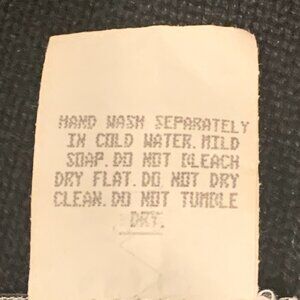 HAND WASH SEPARATELY
IN COLD WATER.MILD
SOAP.DO NOT BLEACH
DRY FLAT.DO NOT DRY
CLEAN.DO NOT TUMBLE
DRY.